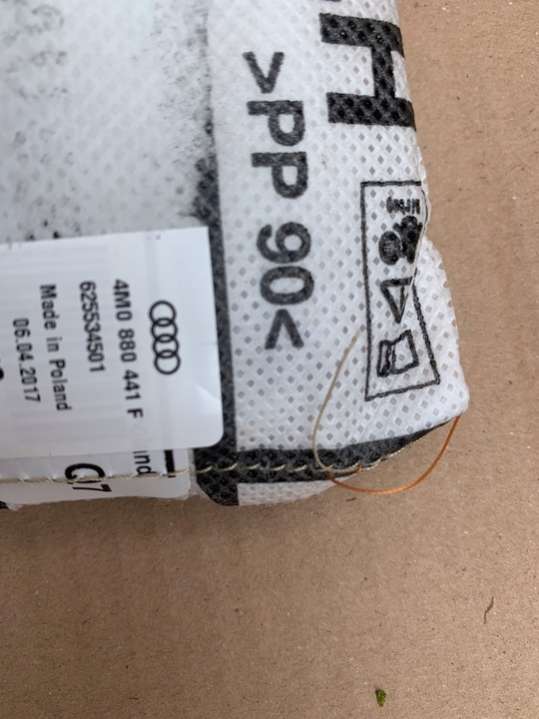 H
>PP 90<
4M0 880 441 F
625534501
Made in Poland
06.04.2017